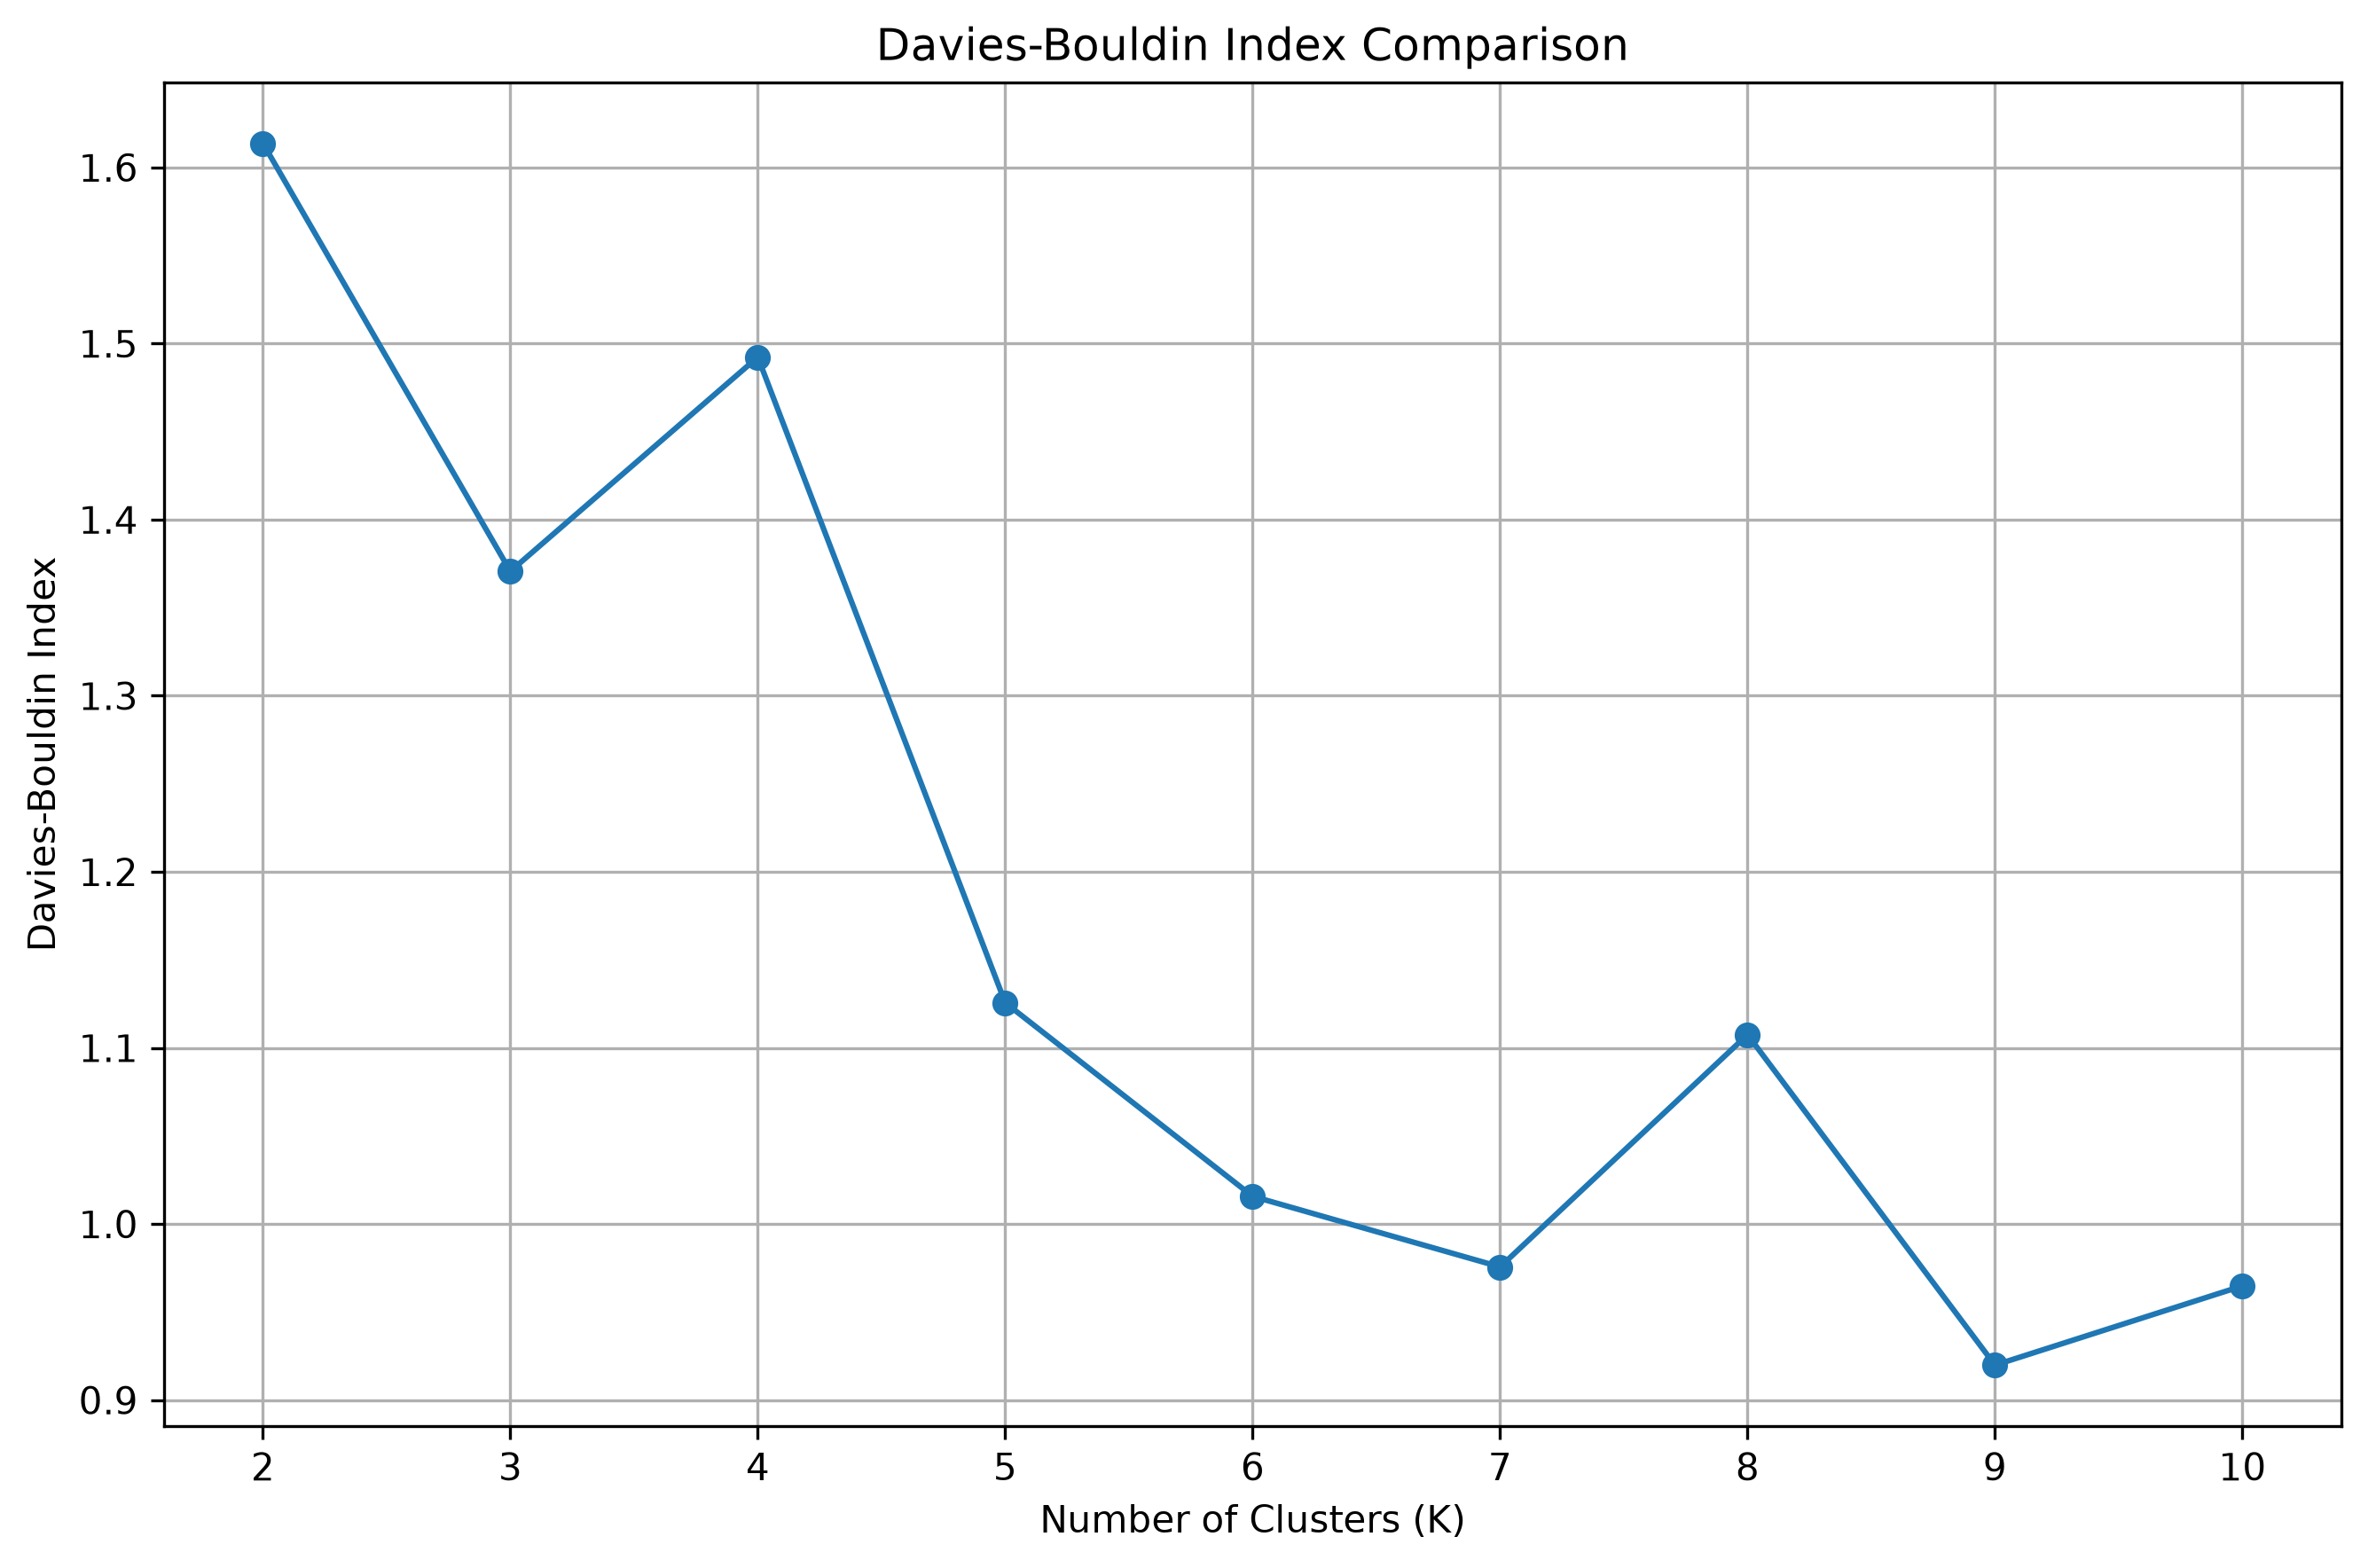 Davies-Bouldin Index Comparison
Davies-Bouldin Index
1.6
1.5
1.4
1.3
1.2
1.1
1.0
0.9
2 3 4 5 6 7 8 9 10
Number of Clusters (K)